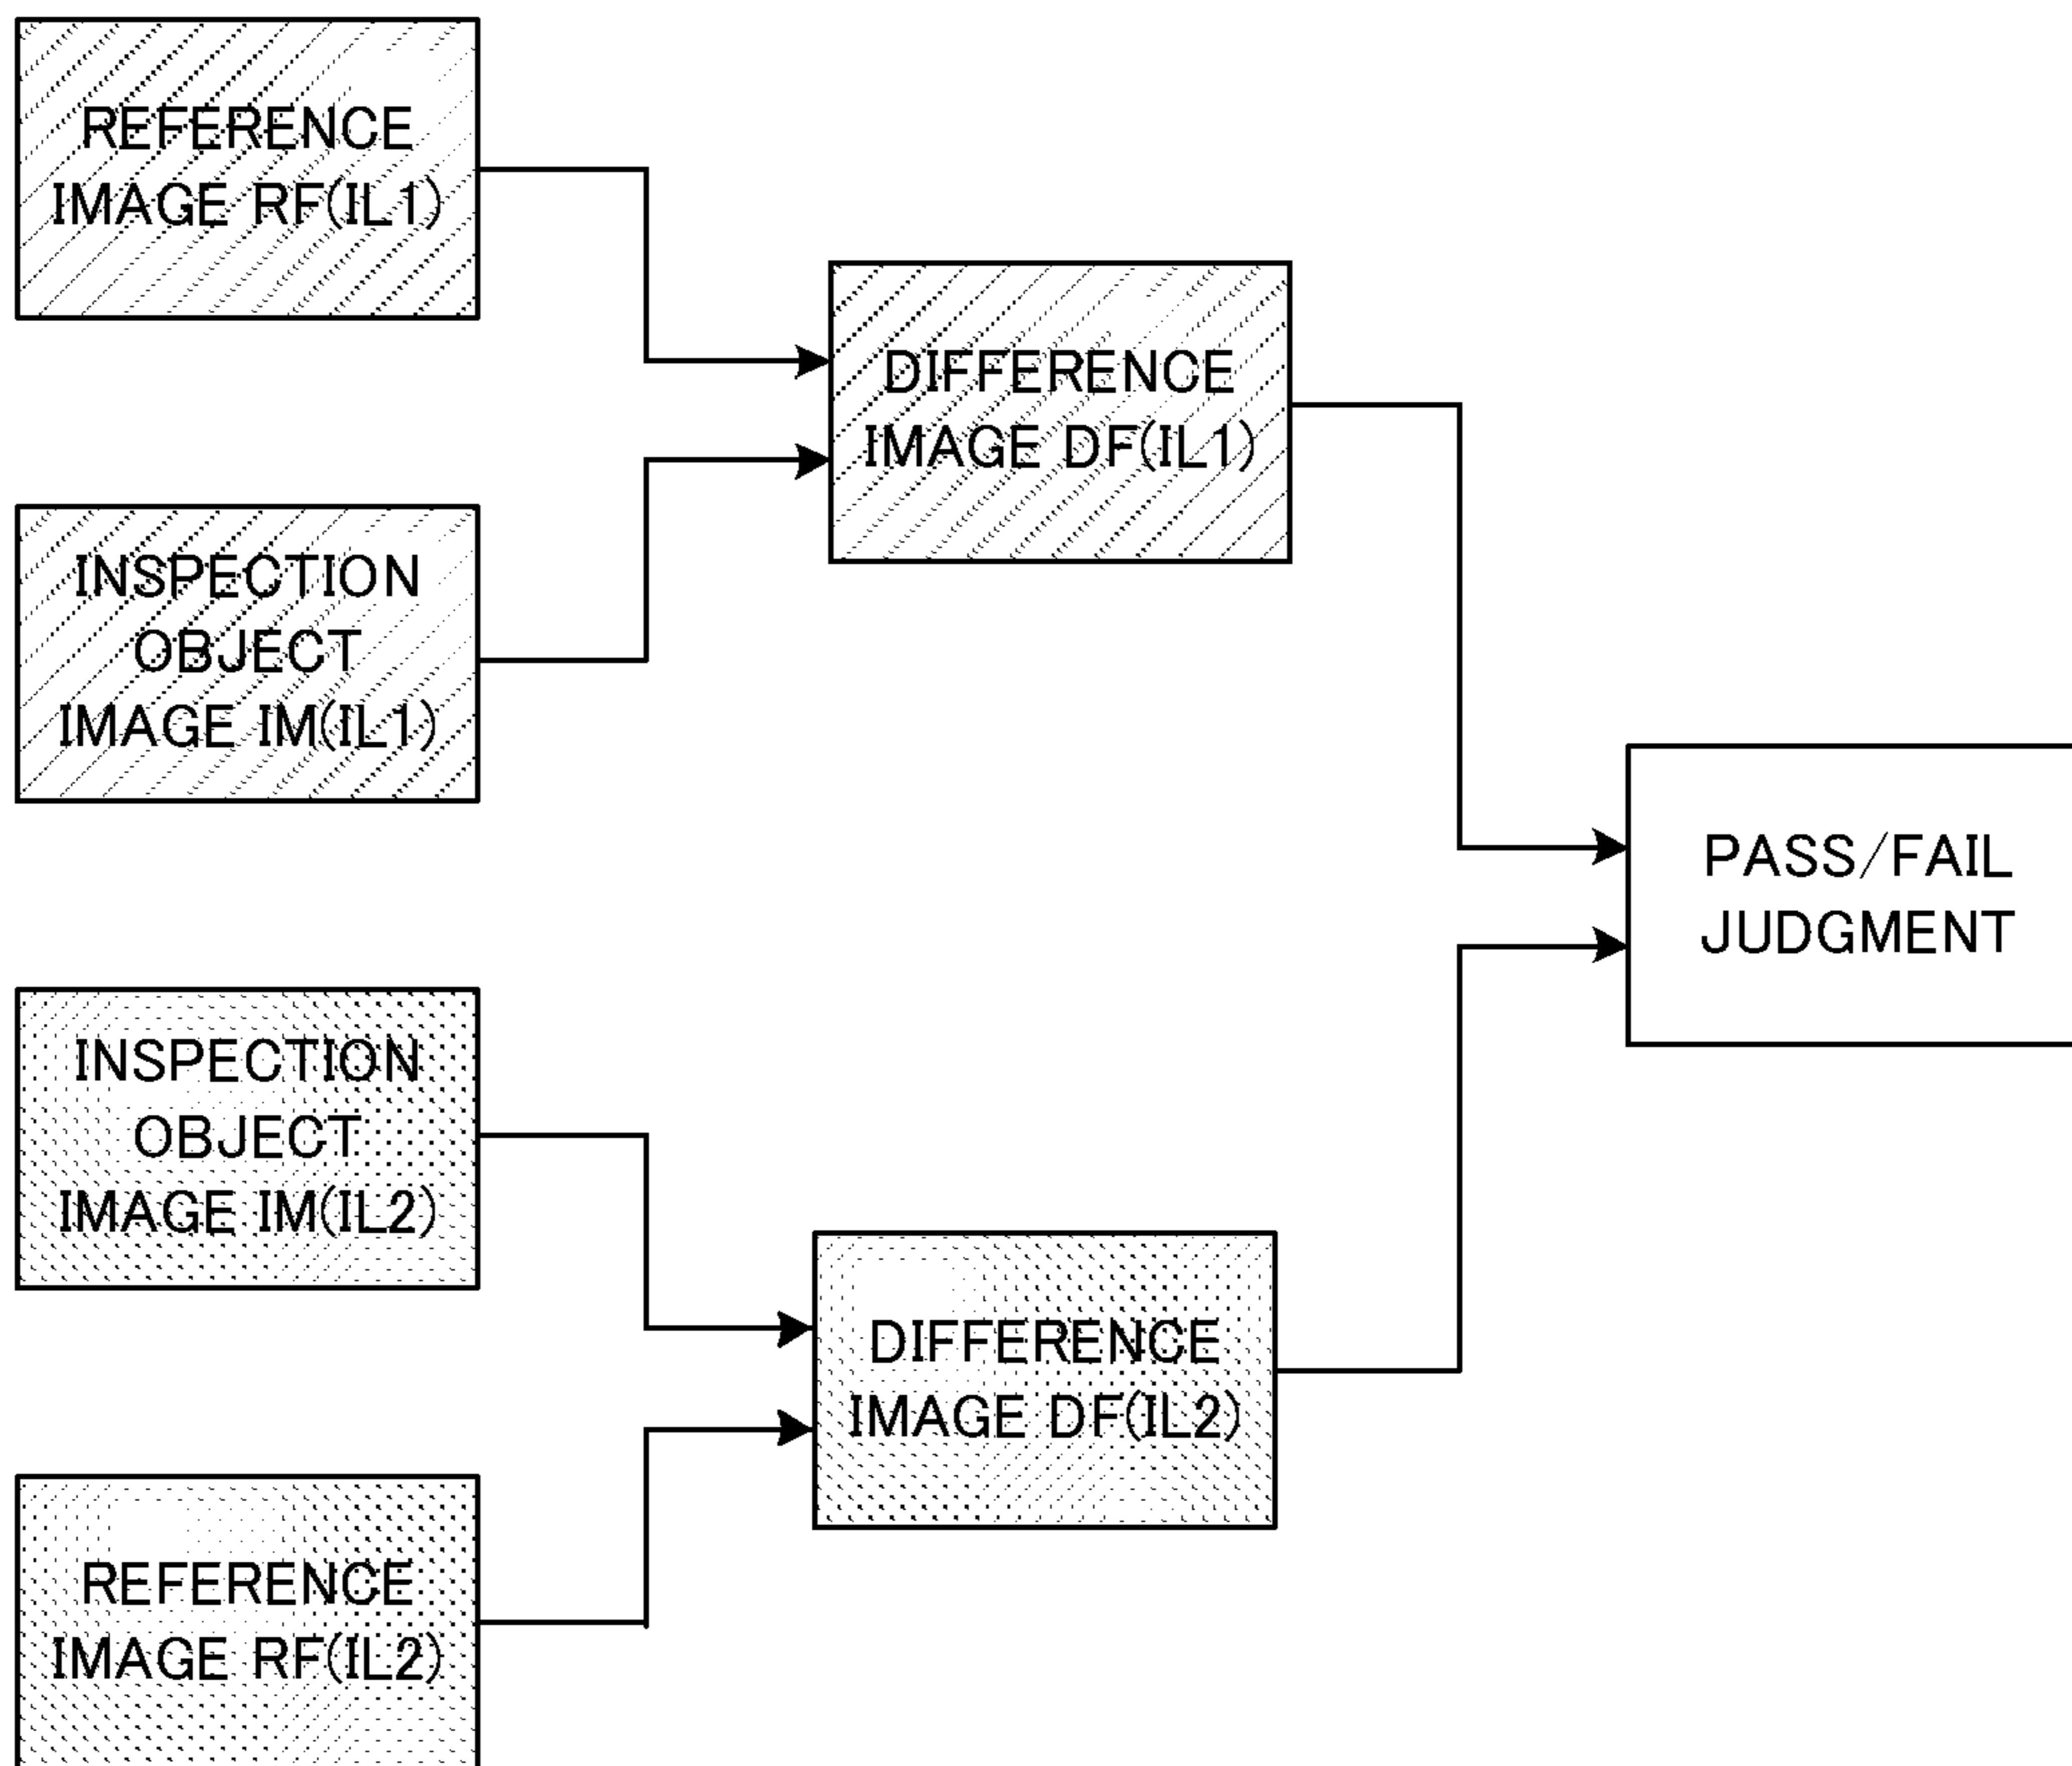 REFERENCE
IMAGE RF(IL1)
DIFFERENCE
IMAGE DF(IL1)
INSPECTION
OBJECT
IMAGE IM(IL1)
PASS/FAIL
JUDGMENT
INSPECTION
OBJECT
IMAGE IM(IL2)
DIFFERENCE
IMAGE DF(IL2)
REFERENCE
IMAGE RF(IL2)